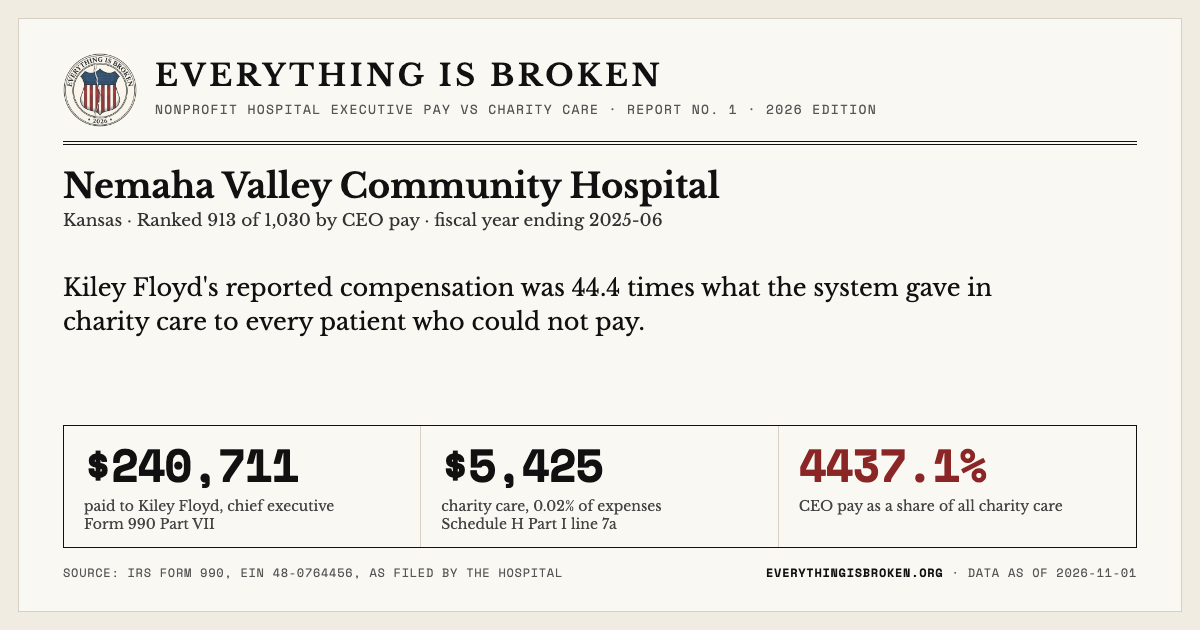 EVERYTHING IS BROKEN
· 2026 ·
EVERYTHING IS BROKEN
NONPROFIT HOSPITAL EXECUTIVE PAY VS CHARITY CARE · REPORT NO. 1 · 2026 EDITION
Nemaha Valley Community Hospital
Kansas · Ranked 913 of 1,030 by CEO pay · fiscal year ending 2025-06
Kiley Floyd's reported compensation was 44.4 times what the system gave in
charity care to every patient who could not pay.
$240,711
paid to Kiley Floyd, chief executive
Form 990 Part VII
$5,425
charity care, 0.02% of expenses
Schedule H Part I line 7a
4437.1%
CEO pay as a share of all charity care
SOURCE: IRS FORM 990, EIN 48-0764456, AS FILED BY THE HOSPITAL
EVERYTHINGISBROKEN.ORG · DATA AS OF 2026-11-01